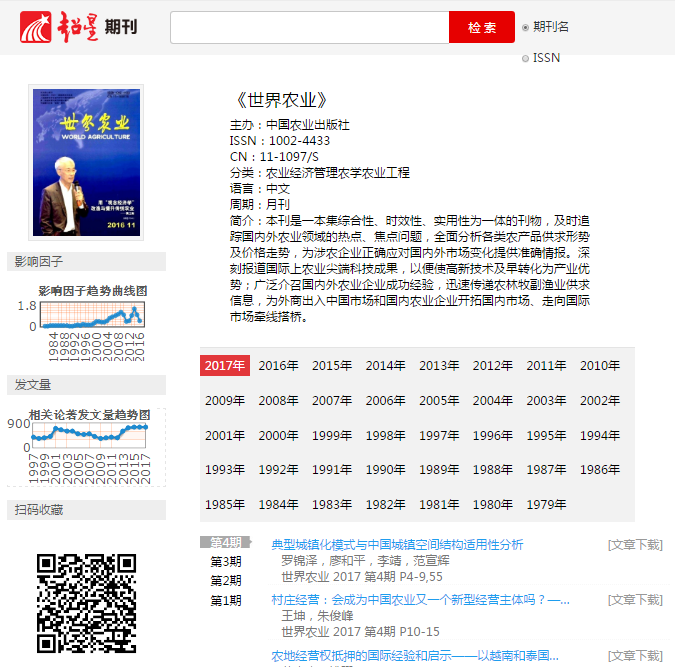 超星 期刊
检 索
期刊名
ISSN
世界农业
WORLD AGRICULTURE
2016 11
《世界农业》
主办：中国农业出版社
ISSN：1002-4433
CN：11-1097/S
分类：农业经济管理农学农业工程
语言：中文
周期：月刊
简介：本刊是一本集综合性、时效性、实用性为一体的刊物，及时追
踪国内外农业领域的热点、焦点问题，全面分析各类农产品供求形势
及价格走势，为涉农企业正确应对国内外市场变化提供准确情报。深
刻报道国际上农业尖端科技成果，以便使高新技术及早转化为产业优
势；广泛介召国内外农业企业成功经验，迅速传递农林牧副渔业供求
信息，为外商出入中国市场和国内农业企业开拓国内市场、走向国际
市场牵线搭桥。
影响因子
影响因子趋势曲线图
1.8
0
1984
1988
1992
1996
2000
2004
2008
2012
2016
发文量
相关论著发文量趋势图
900
0
1997
1999
2001
2003
2005
2007
2009
2011
2013
2015
2017
扫码收藏
2017年 2016年 2015年 2014年 2013年 2012年 2011年 2010年
2009年 2008年 2007年 2006年 2005年 2004年 2003年 2002年
2001年 2000年 1999年 1998年 1997年 1996年 1995年 1994年
1993年 1992年 1991年 1990年 1989年 1988年 1987年 1986年
1985年 1984年 1983年 1982年 1981年 1980年 1979年
第4期
第3期
第2期
第1期
典型城镇化模式与中国城镇空间结构适用性分析 [文章下载]
罗锦泽，廖和平，李靖，范宣辉
世界农业 2017 第4期 P4-9,55
村庄经营：会成为中国农业又一个新型经营主体吗？—... [文章下载]
王坤，朱俊峰
世界农业 2017 第4期 P10-15
农地经营权抵押的国际经验和启示——以越南和泰国... [文章下载]